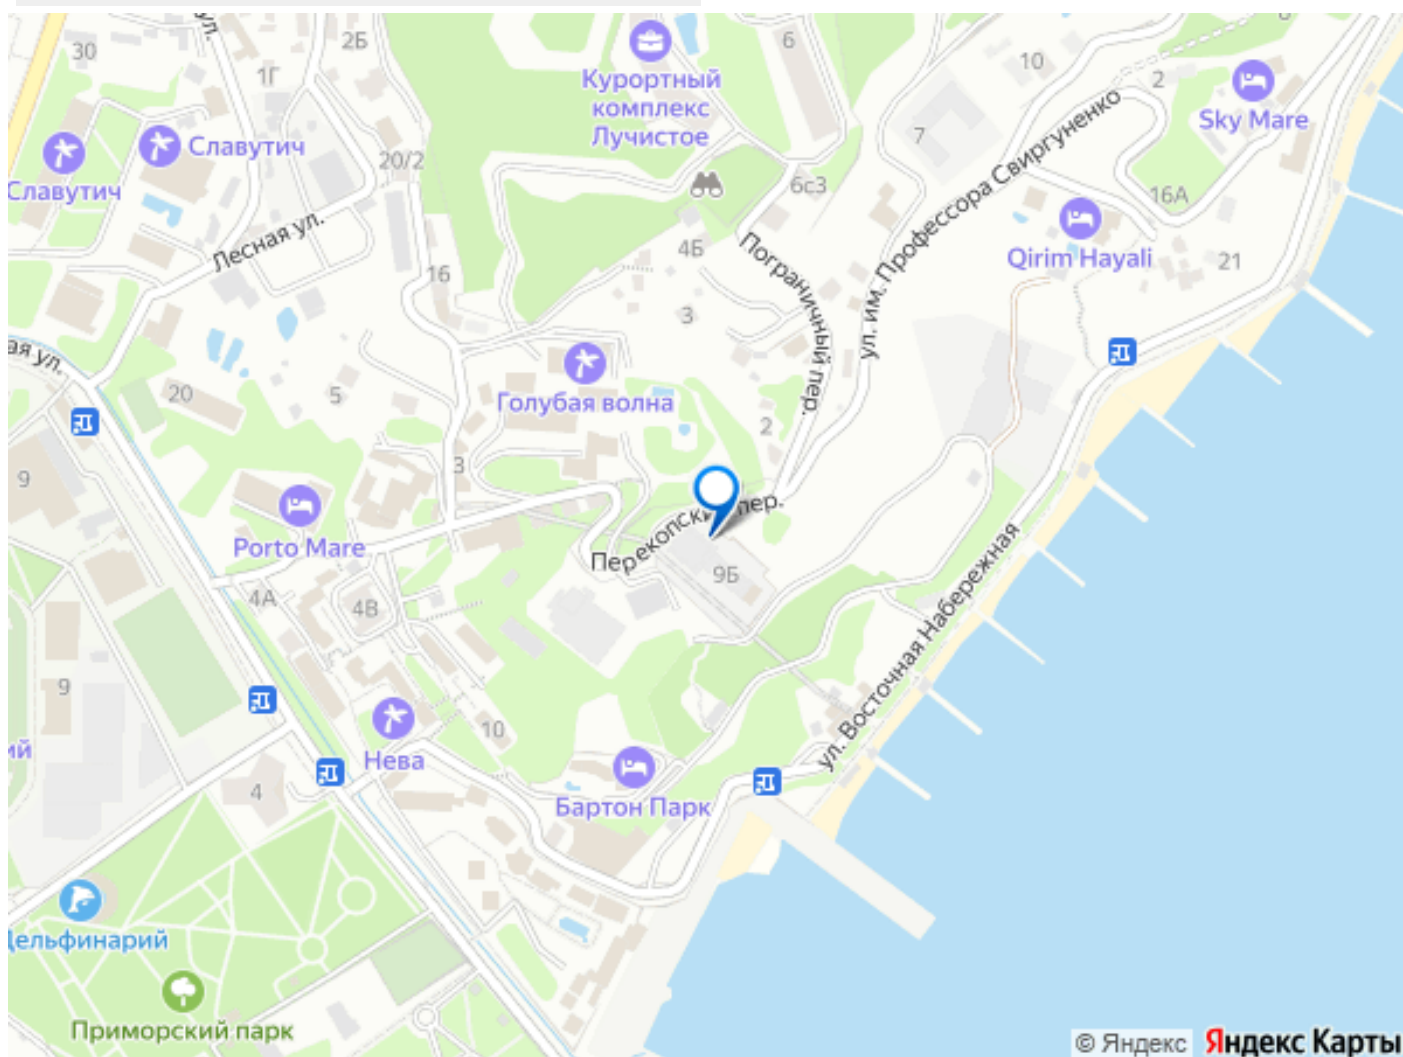 ул.
30
2Б
6
10
2
8
1Г
Курортный
комплекс
Лучистое
Sky Mare
7
Славутич
Славутич
20/2
6с3
16А
ул. им. Профессора Свиргуненко
Лесная ул.
4Б
Пограничный пер.
Qirim Hayali
21
16
3
ая ул.
20
5
Голубая волна
2
9
3
Porto Mare
Перекопский пер.
9Б
4А
4В
ул. Восточная Набережная
9
ий
Нева
10
4
Бартон Парк
Дельфинарий
Приморский парк
© Яндекс Яндекс Карты